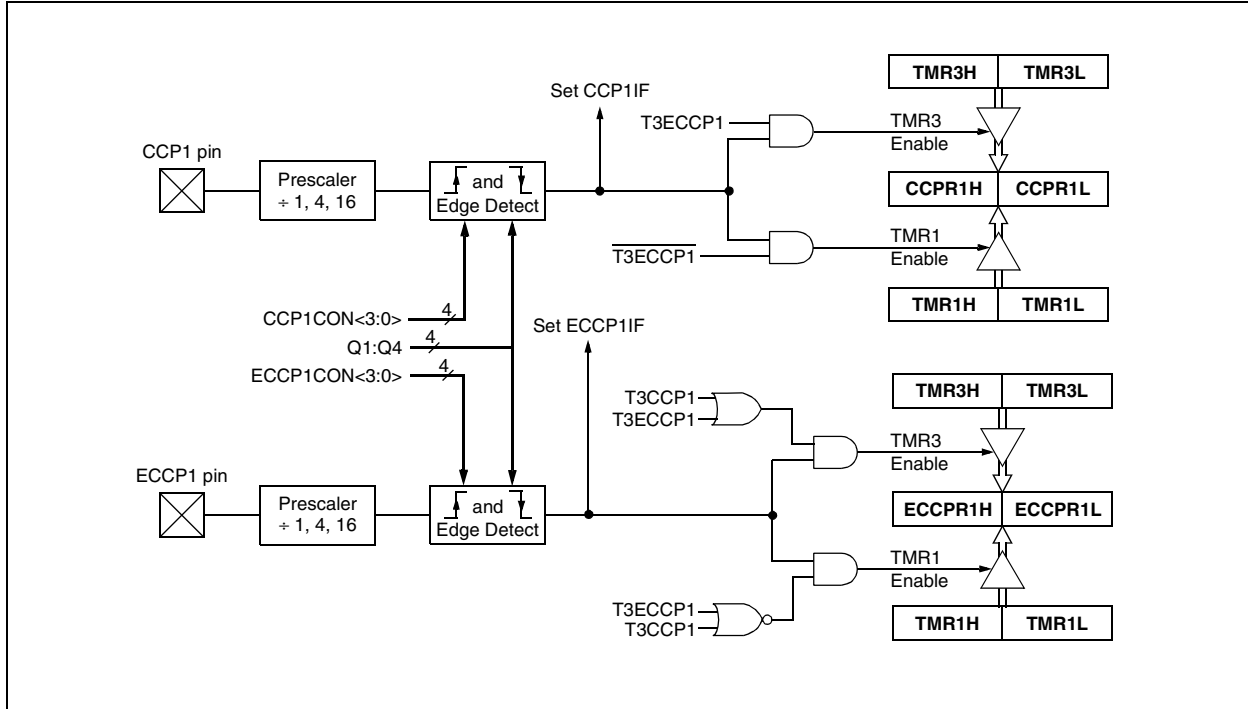 TMR3H TMR3L
Set CCP1IF
T3ECCP1
TMR3
Enable
CCP1 pin
Prescaler
÷ 1, 4, 16
and
Edge Detect
CCPR1H CCPR1L
T3ECCP1
TMR1
Enable
TMR1H TMR1L
CCP1CON<3:0> 4
Q1:Q4 4
ECCP1CON<3:0> 4
Set ECCP1IF
TMR3H TMR3L
T3CCP1
T3ECCP1
TMR3
Enable
ECCP1 pin
Prescaler
÷ 1, 4, 16
and
Edge Detect
ECCPR1H ECCPR1L
TMR1
Enable
T3ECCP1
T3CCP1
TMR1H TMR1L